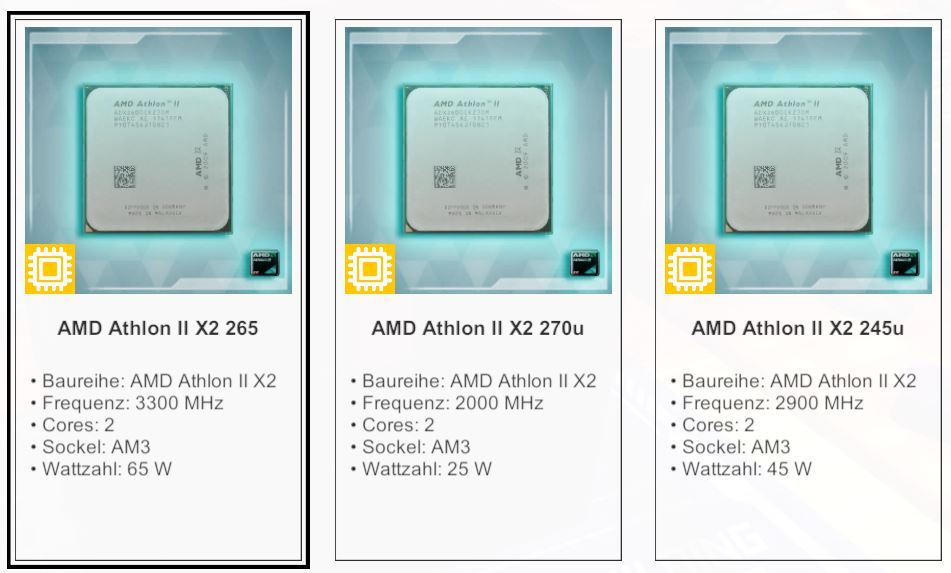 AMD Athlon™ II
AMD Athlon™ II
AMD Athlon™ II
AMD Athlon II X2 265
• Baureihe: AMD Athlon II X2
• Frequenz: 3300 MHz
• Cores: 2
• Sockel: AM3
• Wattzahl: 65 W
AMD Athlon II X2 270u
• Baureihe: AMD Athlon II X2
• Frequenz: 2000 MHz
• Cores: 2
• Sockel: AM3
• Wattzahl: 25 W
AMD Athlon II X2 245u
• Baureihe: AMD Athlon II X2
• Frequenz: 2900 MHz
• Cores: 2
• Sockel: AM3
• Wattzahl: 45 W